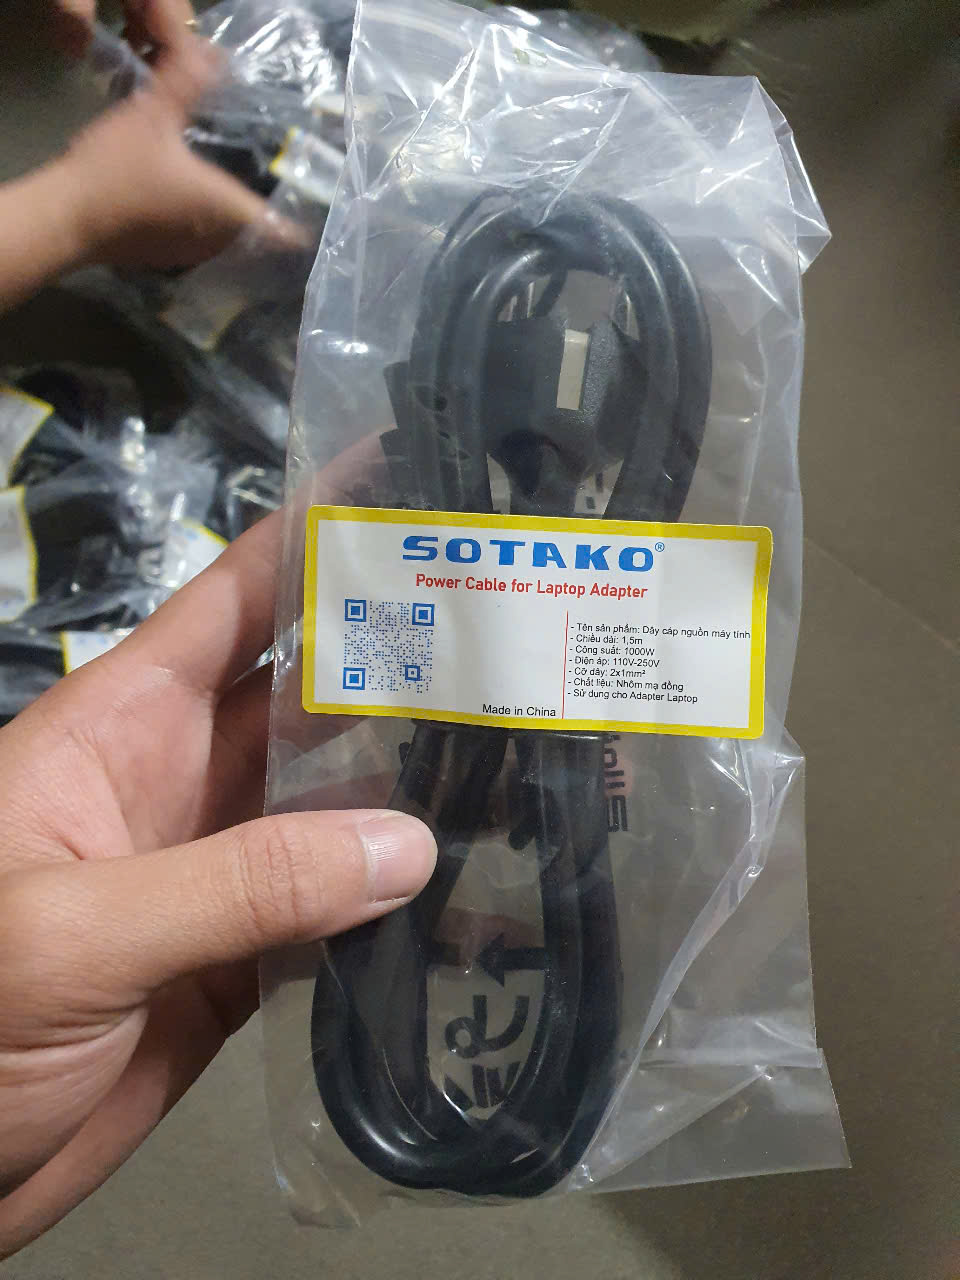 SOTAKO®
Power Cable for Laptop Adapter
- Tên sản phẩm: Dây cáp nguồn máy tính
- Chiều dài: 1,5m
- Công suất: 1000W
- Điện áp: 110V-250V
- Cỡ dây: 2x1mm²
- Chất liệu: Nhôm mạ đồng
- Sử dụng cho Adapter Laptop
Made in China